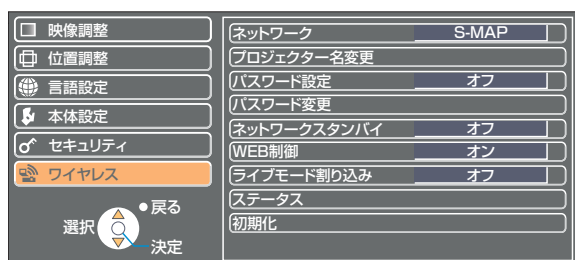 映像調整
位置調整
言語設定
本体設定
セキュリティ
ワイヤレス
戻る
選択
決定
ネットワーク S-MAP
プロジェクター名変更
パスワード設定 オフ
パスワード変更
ネットワークスタンバイ オフ
WEB制御 オン
ライブモード割り込み オフ
ステータス
初期化